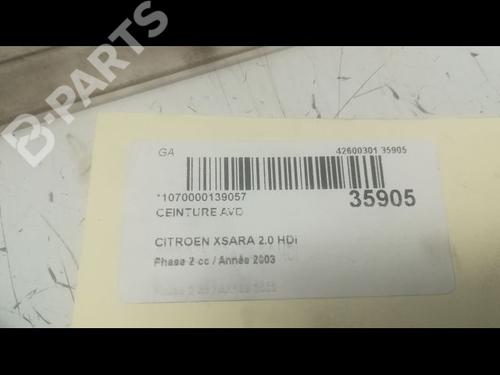 B-PARTS
GA 42600301 35905
*1070000139057 35905
CEINTURE AVD
CITROEN XSARA 2.0 HDi
Phase 2 cc / Année 2003